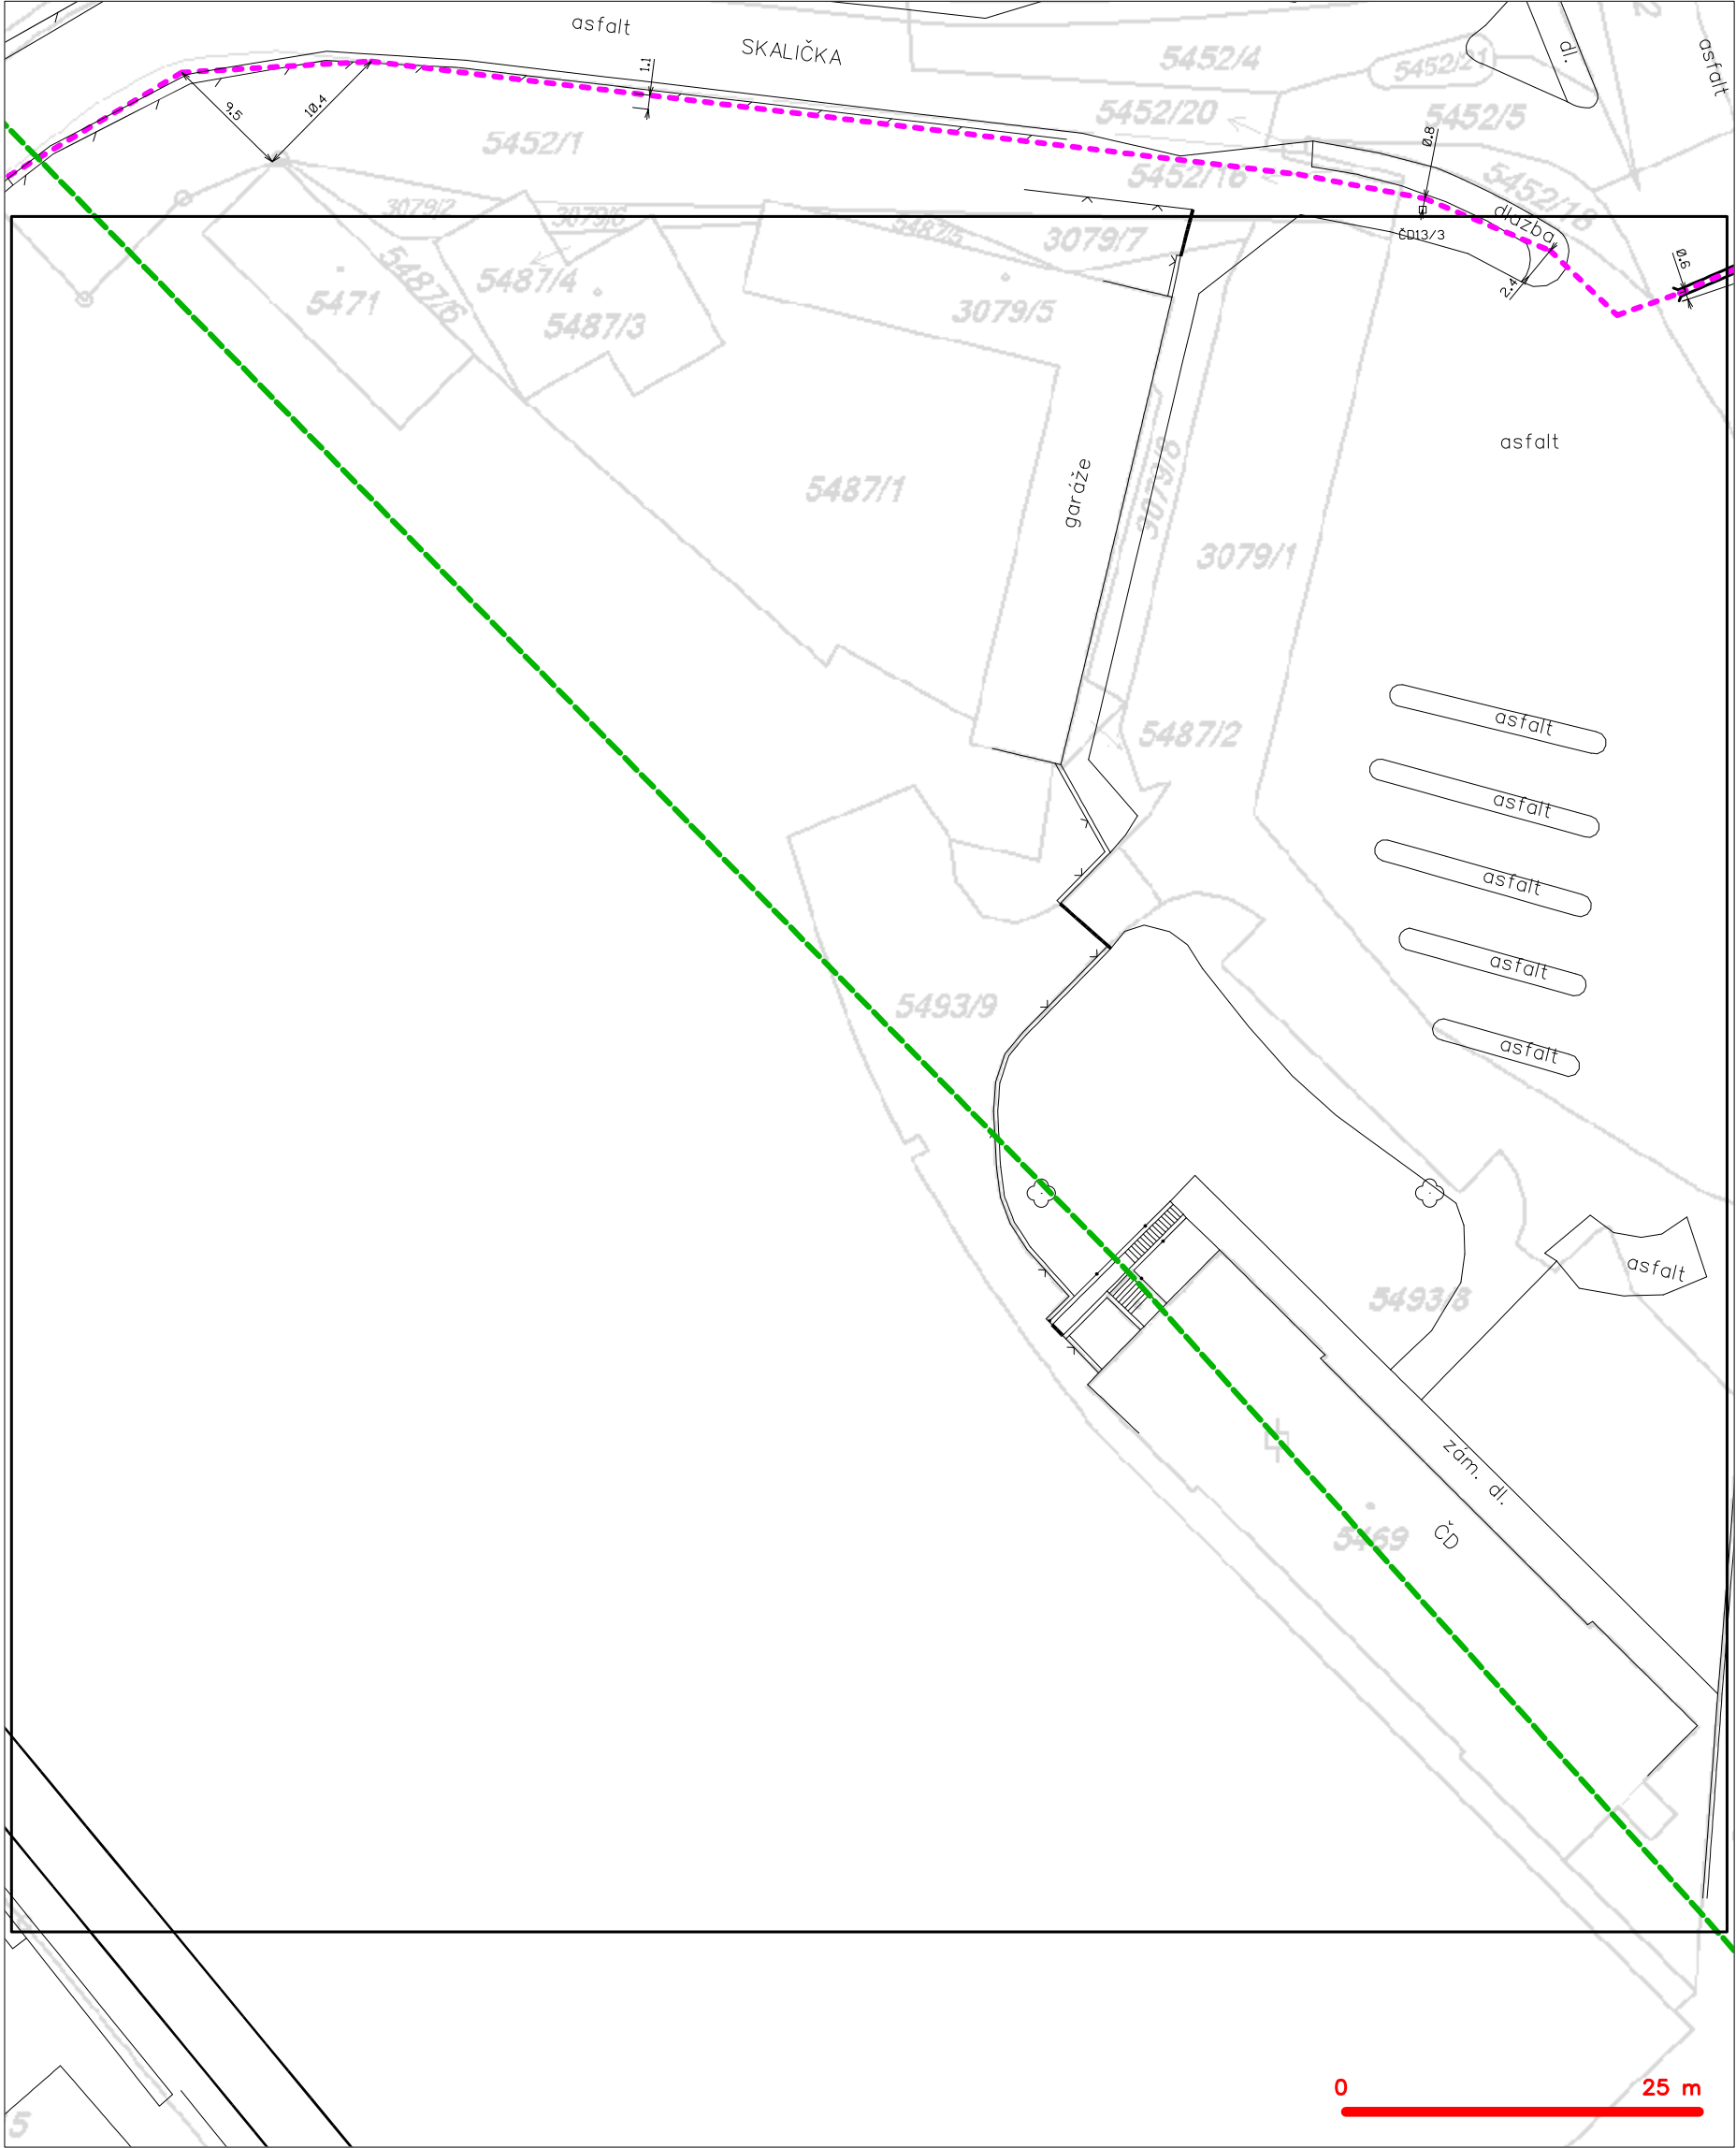 asfalt
SKALIČKA
dl.
asfalt
2
5452/4
5452/21
1.1
9.5
10.4
5452/20
5452/5
5452/1
0.8
5452/16
5452/18
3079/2
3079/6
5487/5
3079/7
dlažba
ČD13/3
0.6
5471
5487/6
5487/4
5487/3
3079/5
2.4
asfalt
5487/1
garáže
3079/8
3079/1
asfalt
5487/2
asfalt
asfalt
asfalt
5493/9
asfalt
asfalt
5493/8
zám. dl.
5469
ČD
0 25 m
5